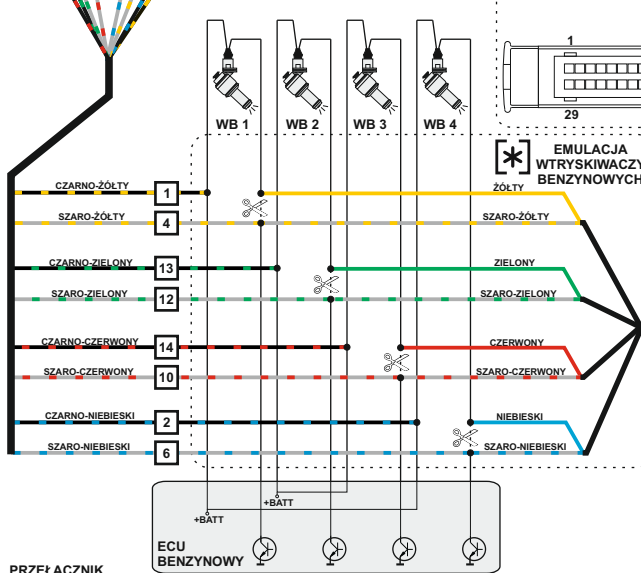 WB 1 WB 2 WB 3 WB 4
1
29
[*] EMULACJA
WTRYSKIWACZY
BENZYNOWYCH
CZARNO-ŻÓŁTY 1 ŻÓŁTY
SZARO-ŻÓŁTY 4 SZARO-ŻÓŁTY
CZARNO-ZIELONY 13 ZIELONY
SZARO-ZIELONY 12 SZARO-ZIELONY
CZARNO-CZERWONY 14 CZERWONY
SZARO-CZERWONY 10 SZARO-CZERWONY
CZARNO-NIEBIESKI 2 NIEBIESKI
SZARO-NIEBIESKI 6 SZARO-NIEBIESKI
+BATT
+BATT
ECU
BENZYNOWY
PRZEŁĄCZNIK